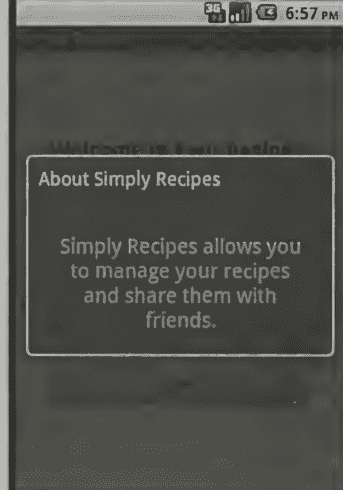 3G
6:57 PM
About Simply Recipes
Simply Recipes allows you
to manage your recipes
and share them with
friends.